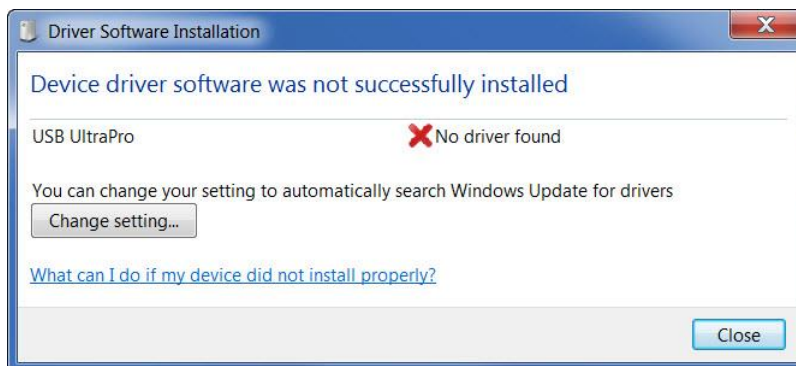 Driver Software Installation
Device driver software was not successfully installed
USB UltraPro No driver found
You can change your setting to automatically search Windows Update for drivers
Change setting...
What can I do if my device did not install properly?
Close